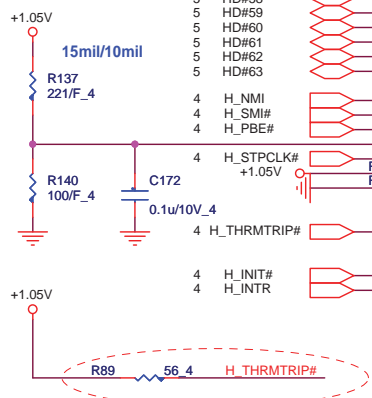 5 HD#59
+1.05V
5 HD#60
5 HD#61
15mil/10mil
5 HD#62
5 HD#63
R137
221/F_4
4 H_NMI
4 H_SMI#
4 H_PBE#
4 H_STPCLK#
+1.05V
R140
100/F_4
C172
0.1u/10V_4
4 H_THRMTRIP#
4 H_INIT#
4 H_INTR
+1.05V
R89 56_4 H_THRMTRIP#